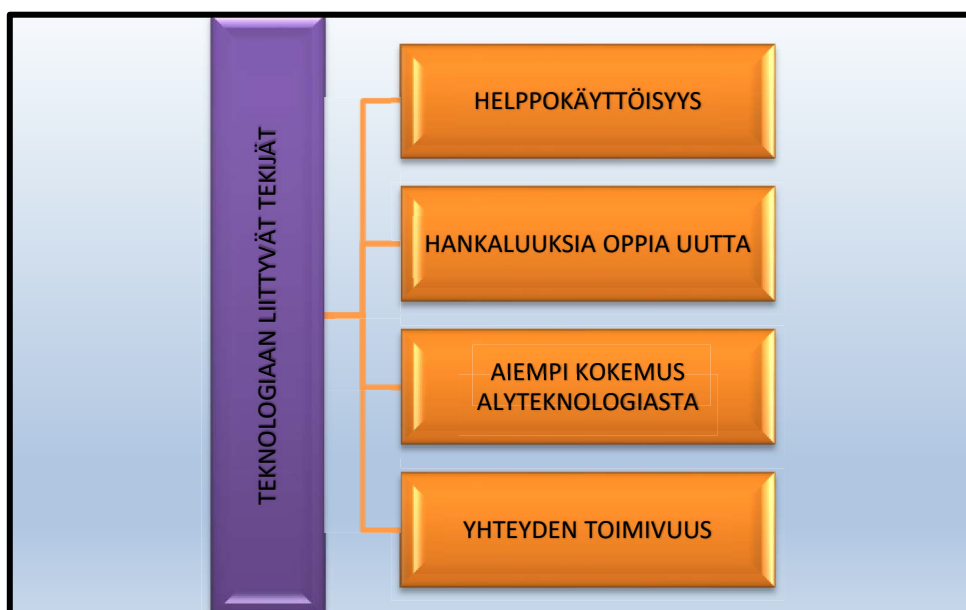 TEKNOLOGIAAN LIITTYVÄT TEKIJÄT
HELPPOKÄYTTÖISYYS
HANKALUUKSIA OPPIA UUTTA
AIEMPI KOKEMUS
ALYTEKNOLOGIASTA
YHTEYDEN TOIMIVUUS